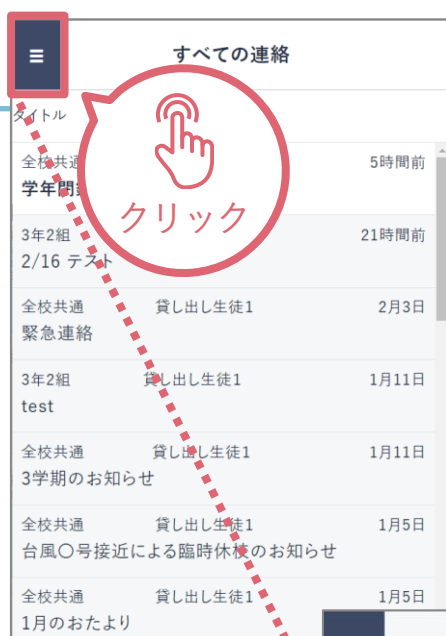 すべての連絡
タイトル
クリック
全校共通 5時間前
学年閉
3年2組 21時間前
2/16 テスト
全校共通 貸し出し生徒1 2月3日
緊急連絡
3年2組 貸し出し生徒1 1月11日
test
全校共通 貸し出し生徒1 1月11日
3学期のお知らせ
全校共通 貸し出し生徒1 1月5日
台風〇号接近による臨時休校のお知らせ
全校共通 貸し出し生徒1 1月5日
1月のおたより